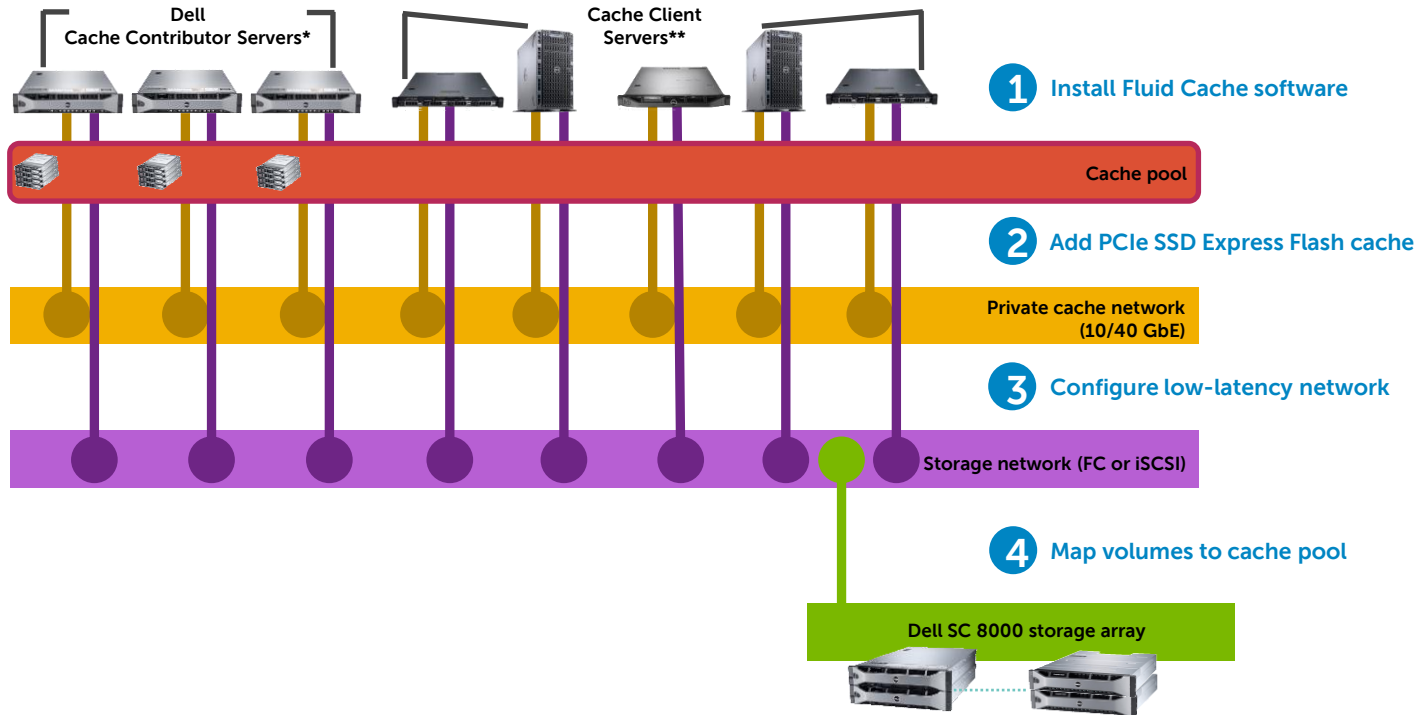 Dell
Cache Contributor Servers*
Cache Client
Servers**
1 Install Fluid Cache software
Cache pool
2 Add PCIe SSD Express Flash cache
Private cache network
(10/40 GbE)
3 Configure low-latency network
Storage network (FC or iSCSI)
4 Map volumes to cache pool
Dell SC 8000 storage array